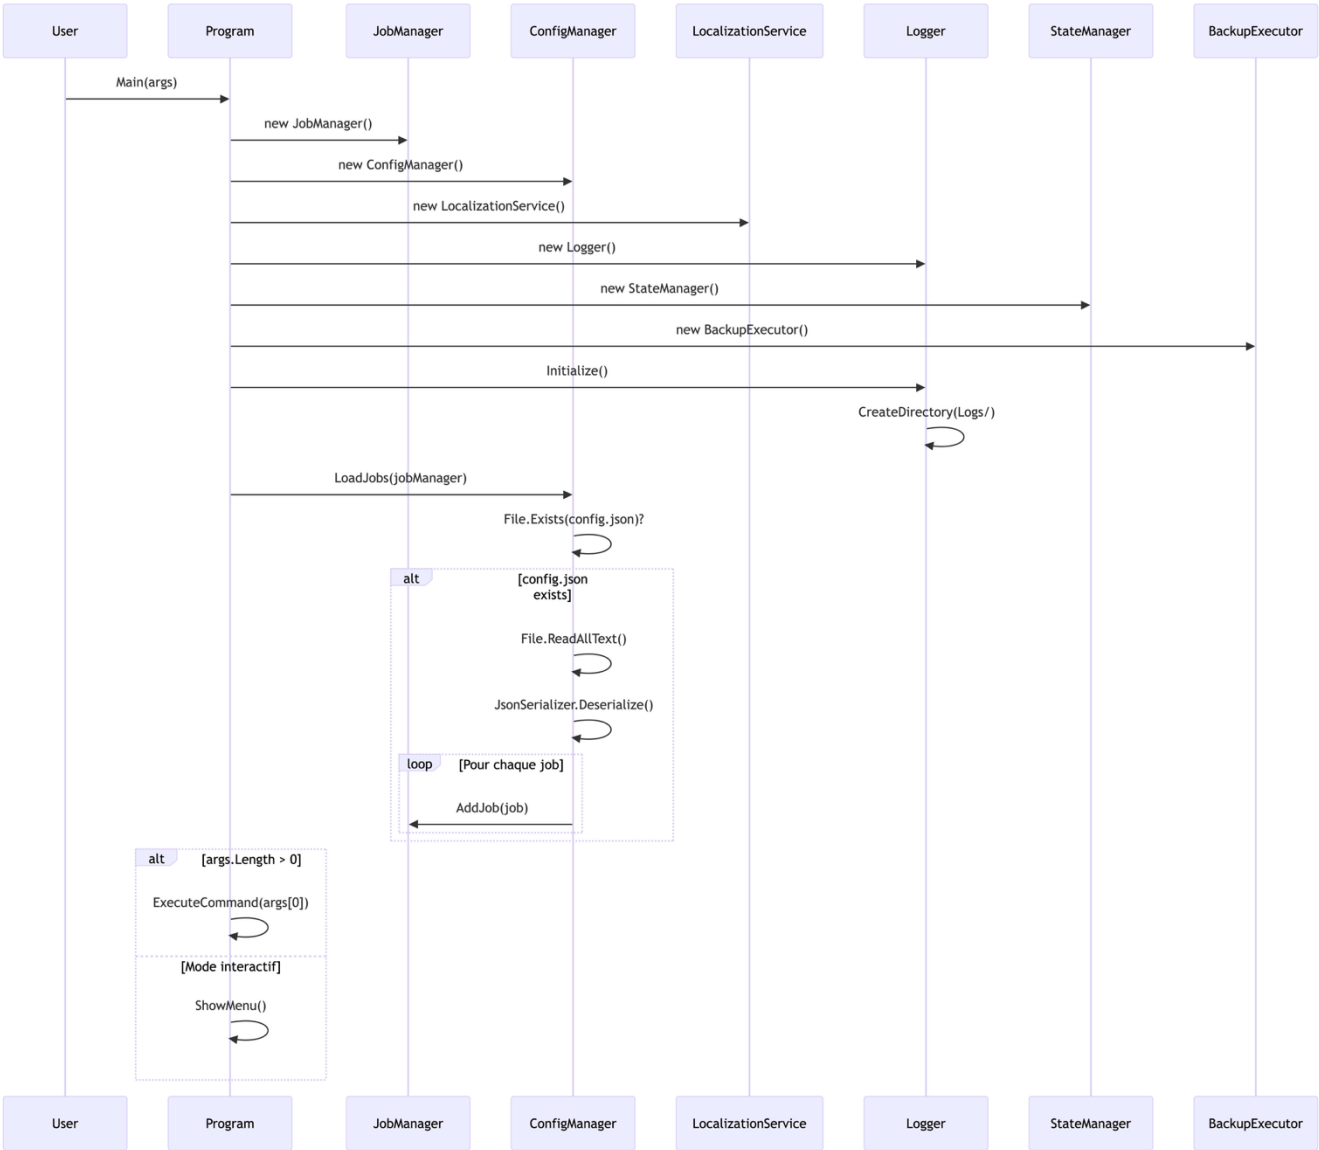 User
Program
JobManager
ConfigManager
LocalizationService
Logger
StateManager
BackupExecutor
Main(args)
new JobManager()
new ConfigManager()
new LocalizationService()
new Logger()
new StateManager()
new BackupExecutor()
Initialize()
CreateDirectory(Logs/)
LoadJobs(jobManager)
File.Exists(config.json)?
alt
[config.json
exists]
File.ReadAllText()
JsonSerializer.Deserialize()
loop
[Pour chaque job]
AddJob(job)
alt
[args.Length > 0]
ExecuteCommand(args[0])
[Mode interactif]
ShowMenu()
User
Program
JobManager
ConfigManager
LocalizationService
Logger
StateManager
BackupExecutor